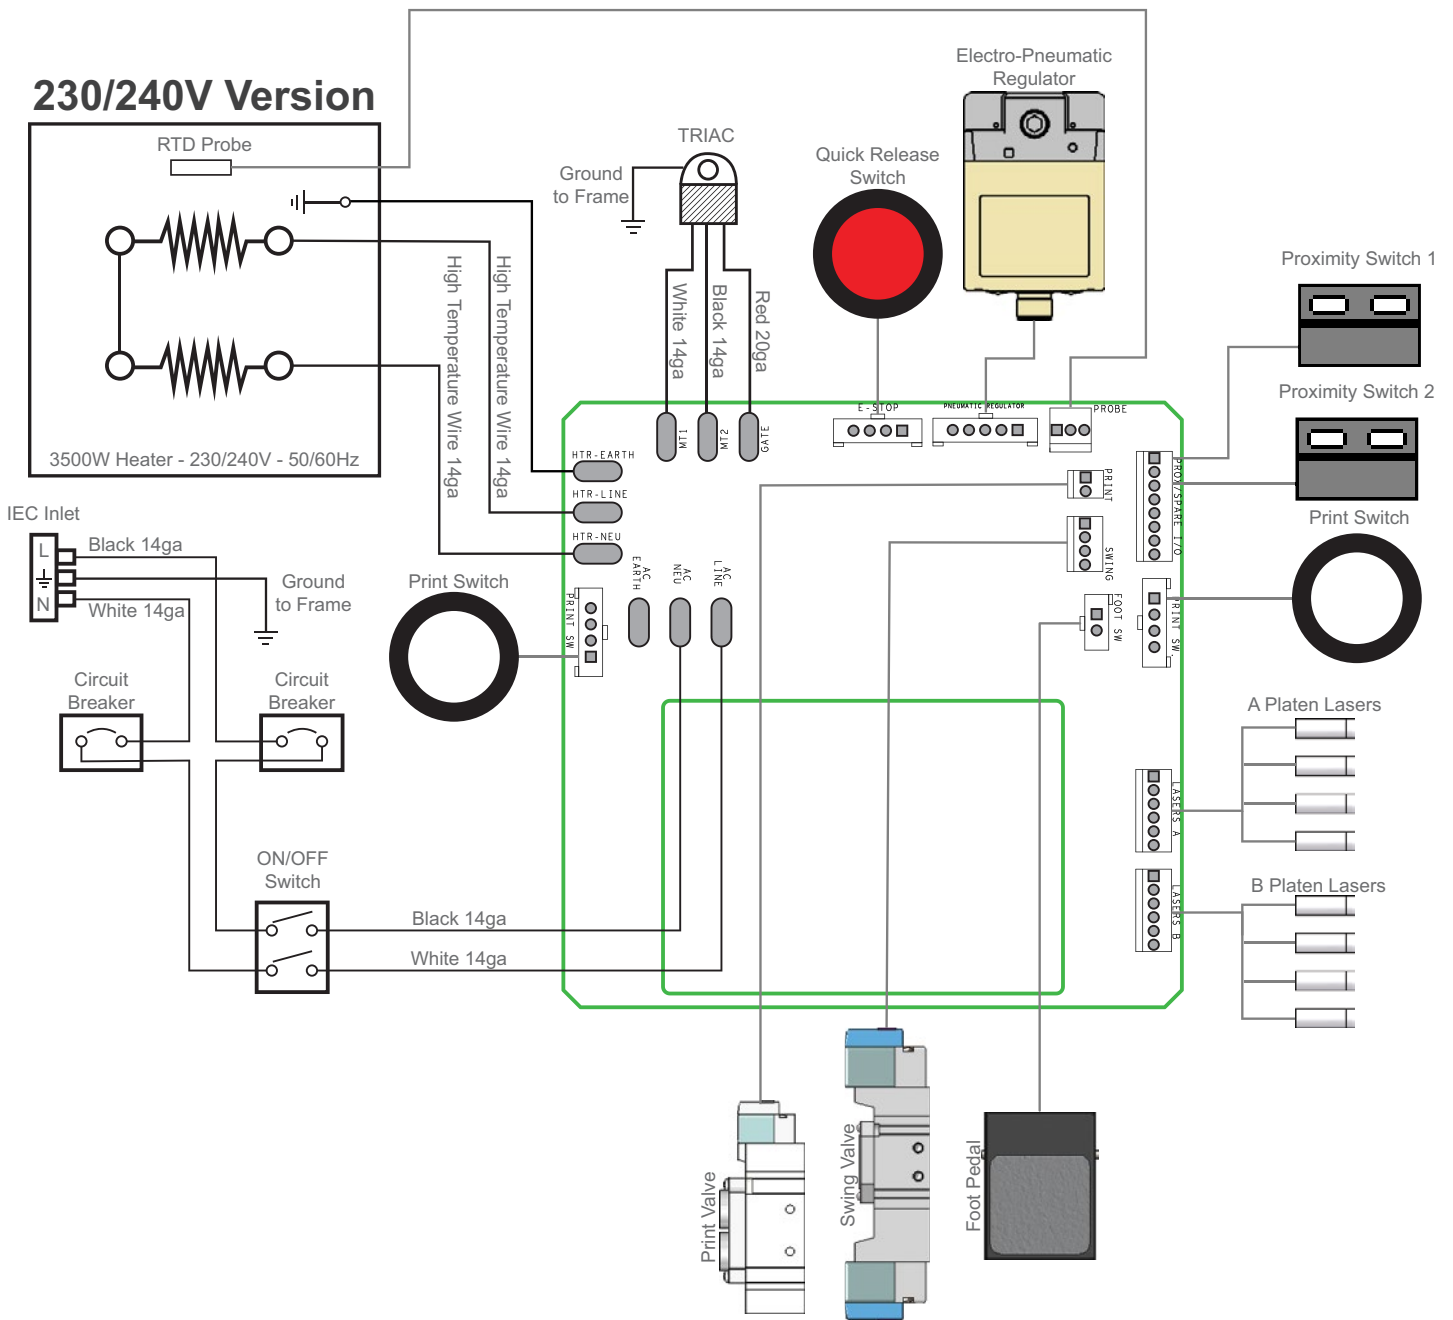 Electro-Pneumatic
Regulator
230/240V Version
RTD Probe
TRIAC
Quick Release
Switch
Ground
to Frame
Proximity Switch 1
High Temperature Wire 14ga
High Temperature Wire 14ga
White 14ga
Black 14ga
Red 20ga
Proximity Switch 2
3500W Heater - 230/240V - 50/60Hz
E-STOP
PNEUMATIC REGULATOR
PROBE
MT1
MT2
GATE
HTR-EARTH
HTR-LINE
HTR-NEU
PRINT
PROX/SPARE I/O
SWING
FOOT SW
PRINT SW.
Print Switch
IEC Inlet
L
N
Black 14ga
White 14ga
Ground
to Frame
Print Switch
PRINT SW
AC
EARTH
AC
NEU
AC
LINE
Circuit
Breaker
Circuit
Breaker
A Platen Lasers
LASERS A
ON/OFF
Switch
B Platen Lasers
LASERS B
Black 14ga
White 14ga
Print Valve
Swing Valve
Foot Pedal